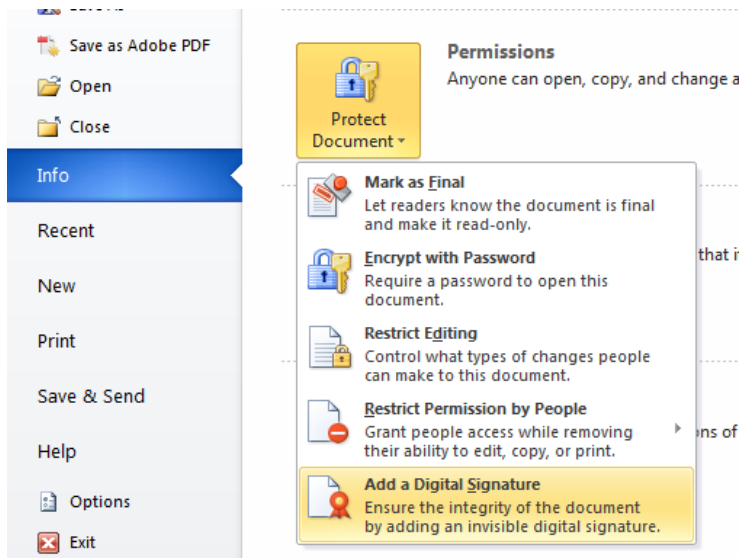 Save as Adobe PDF
Open
Close
Info
Recent
New
Print
Save & Send
Help
Options
Exit
Permissions
Anyone can open, copy, and change a
Protect
Document
Mark as Final
Let readers know the document is final
and make it read-only.
Encrypt with Password
Require a password to open this
document.
Restrict Editing
Control what types of changes people
can make to this document.
Restrict Permission by People
Grant people access while removing
their ability to edit, copy, or print.
Add a Digital Signature
Ensure the integrity of the document
by adding an invisible digital signature.
that i
ns of